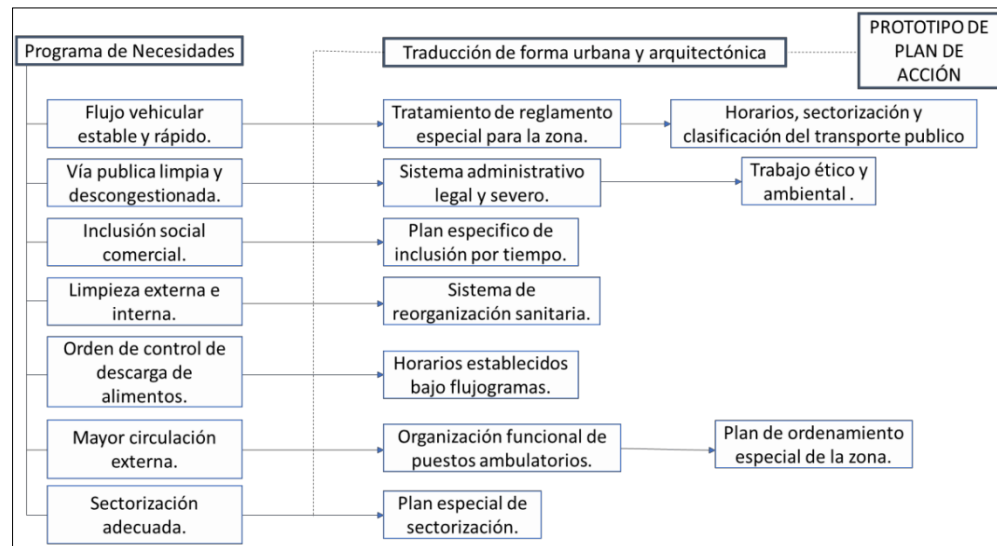 Programa de Necesidades
Traducción de forma urbana y arquitectónica
PROTOTIPO DE
PLAN DE
ACCIÓN
Flujo vehicular
estable y rápido.
Tratamiento de reglamento
especial para la zona.
Horarios, sectorización y
clasificación del transporte publico
Vía publica limpia y
descongestionada.
Sistema administrativo
legal y severo.
Trabajo ético y
ambiental .
Inclusión social
comercial.
Plan especifico de
inclusión por tiempo.
Limpieza externa e
interna.
Sistema de
reorganización sanitaria.
Orden de control de
descarga de
alimentos.
Horarios establecidos
bajo flujogramas.
Mayor circulación
externa.
Organización funcional de
puestos ambulatorios.
Plan de ordenamiento
especial de la zona.
Sectorización
adecuada.
Plan especial de
sectorización.